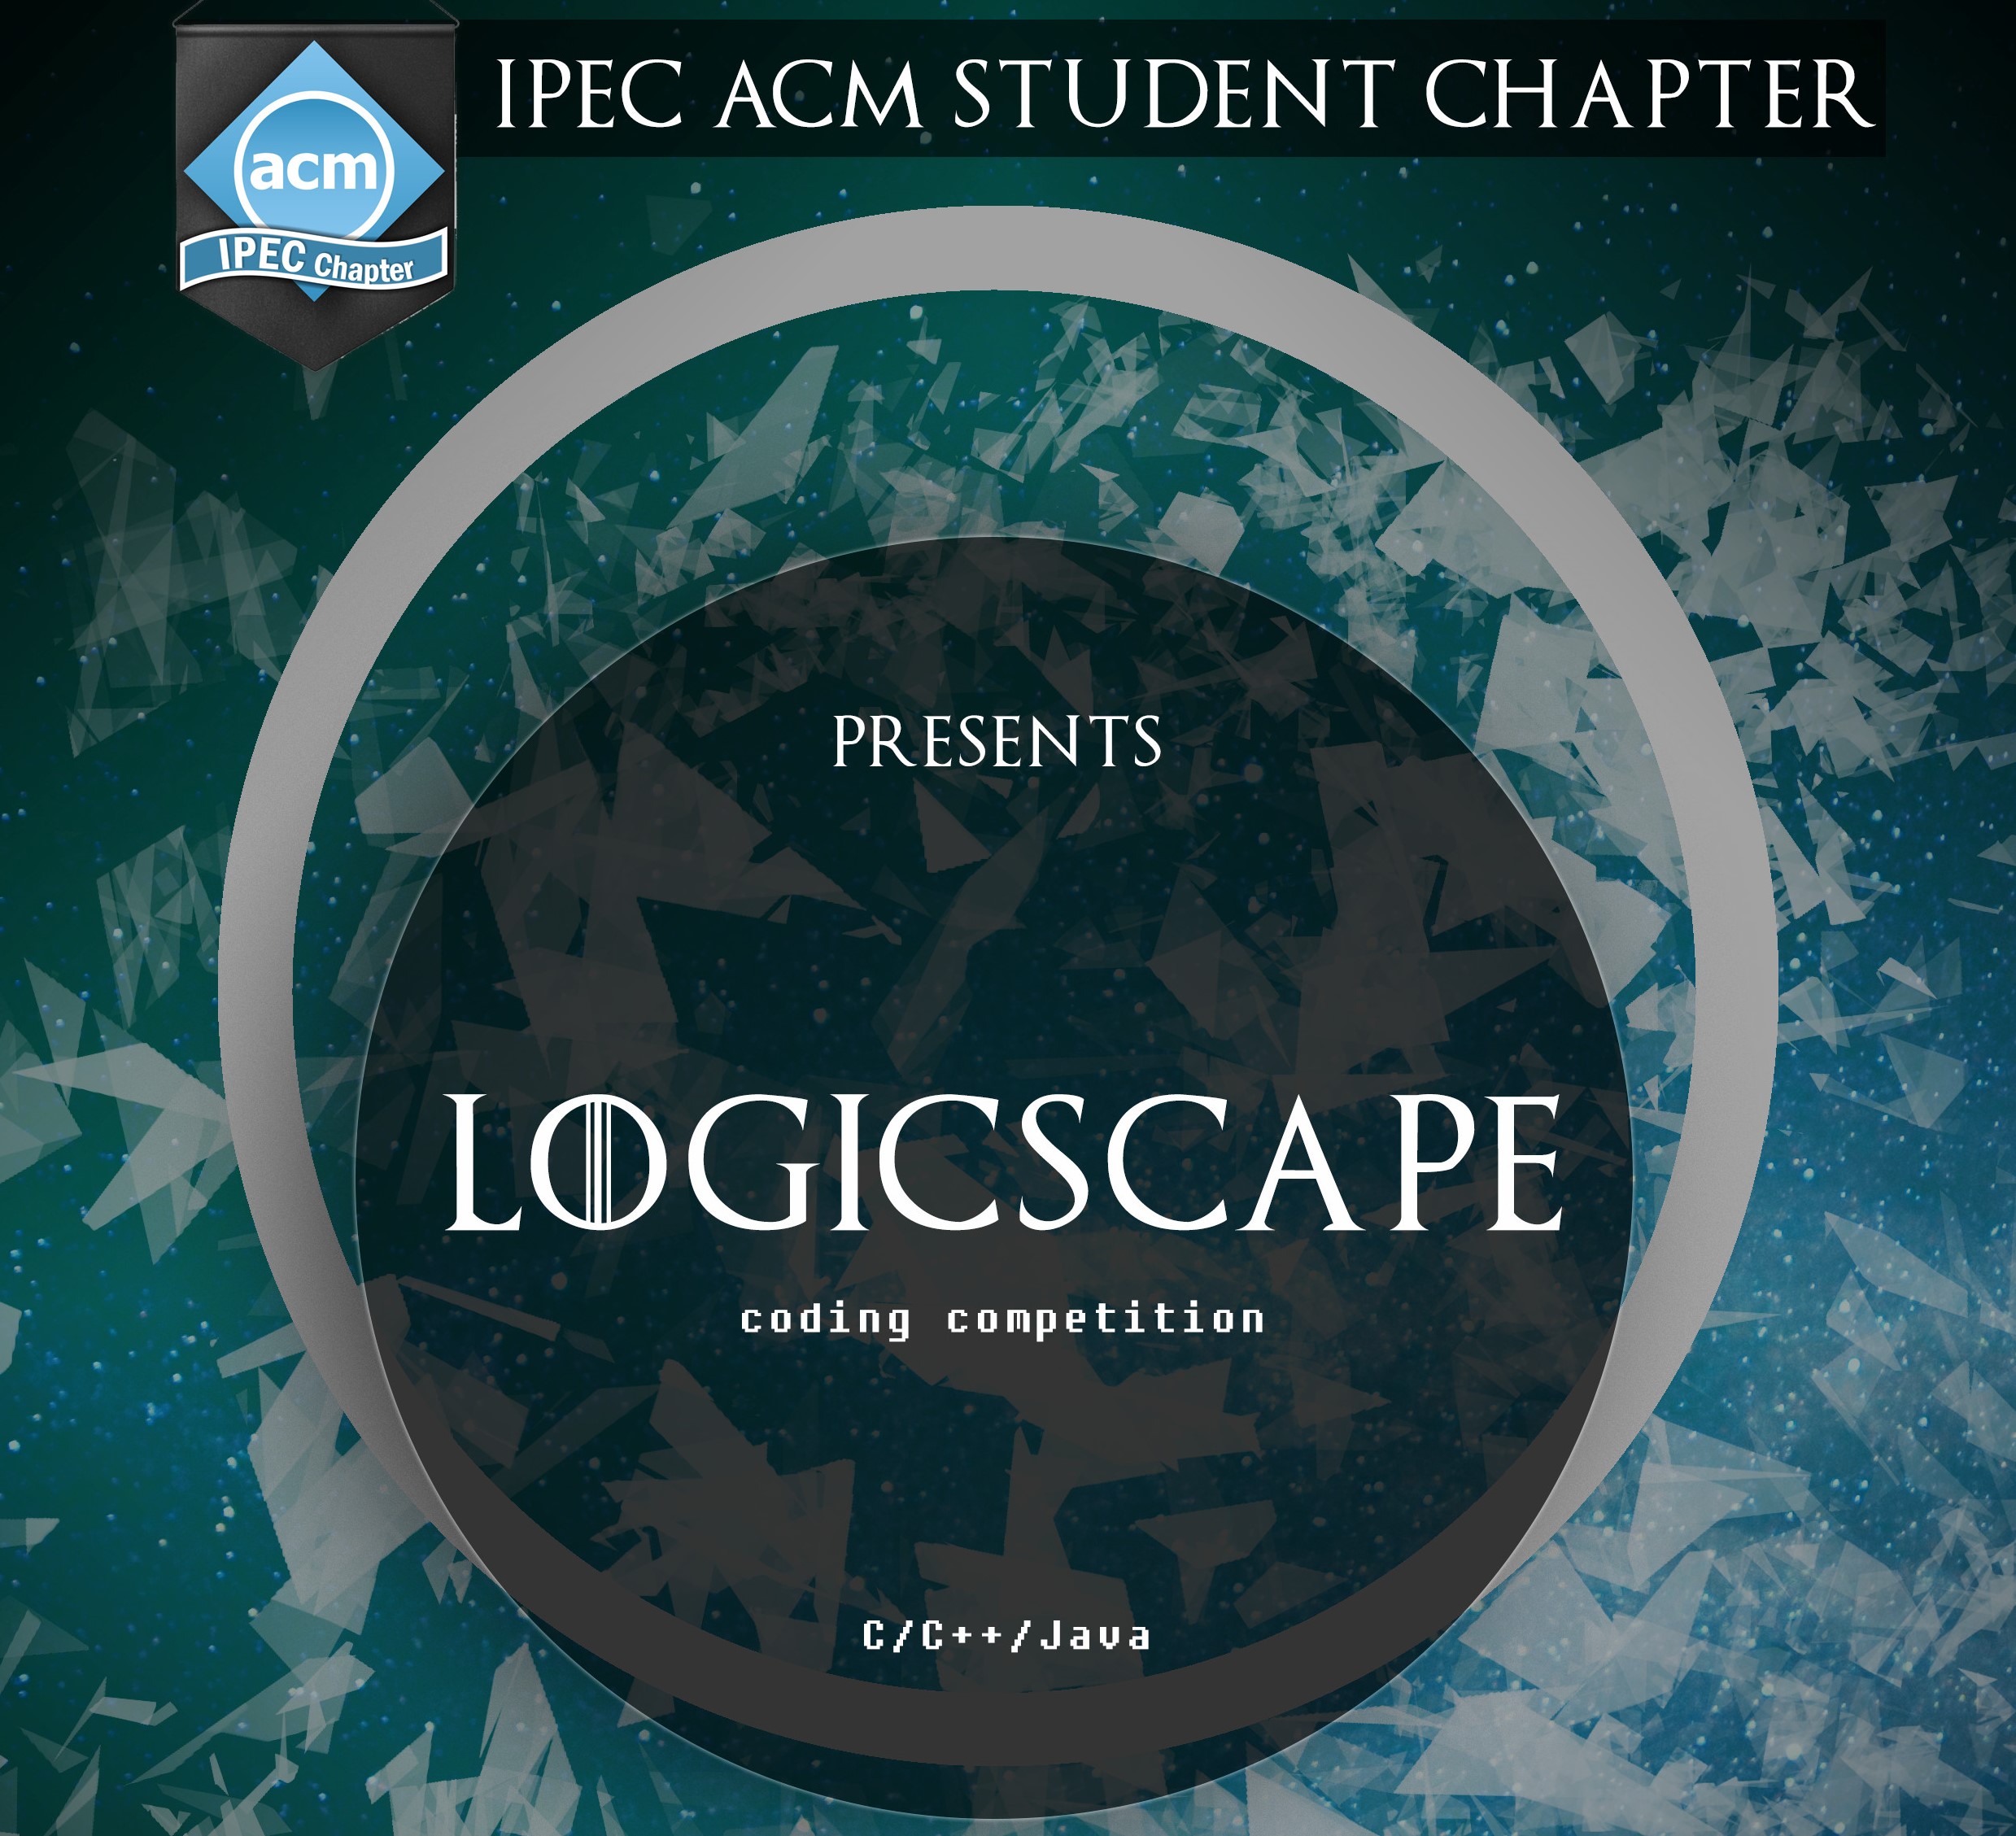 IPEC ACM STUDENT CHAPTER
acm
IPEC Chapter
PRESENTS
LOGICSCAPE
coding competition
C/C++/Java